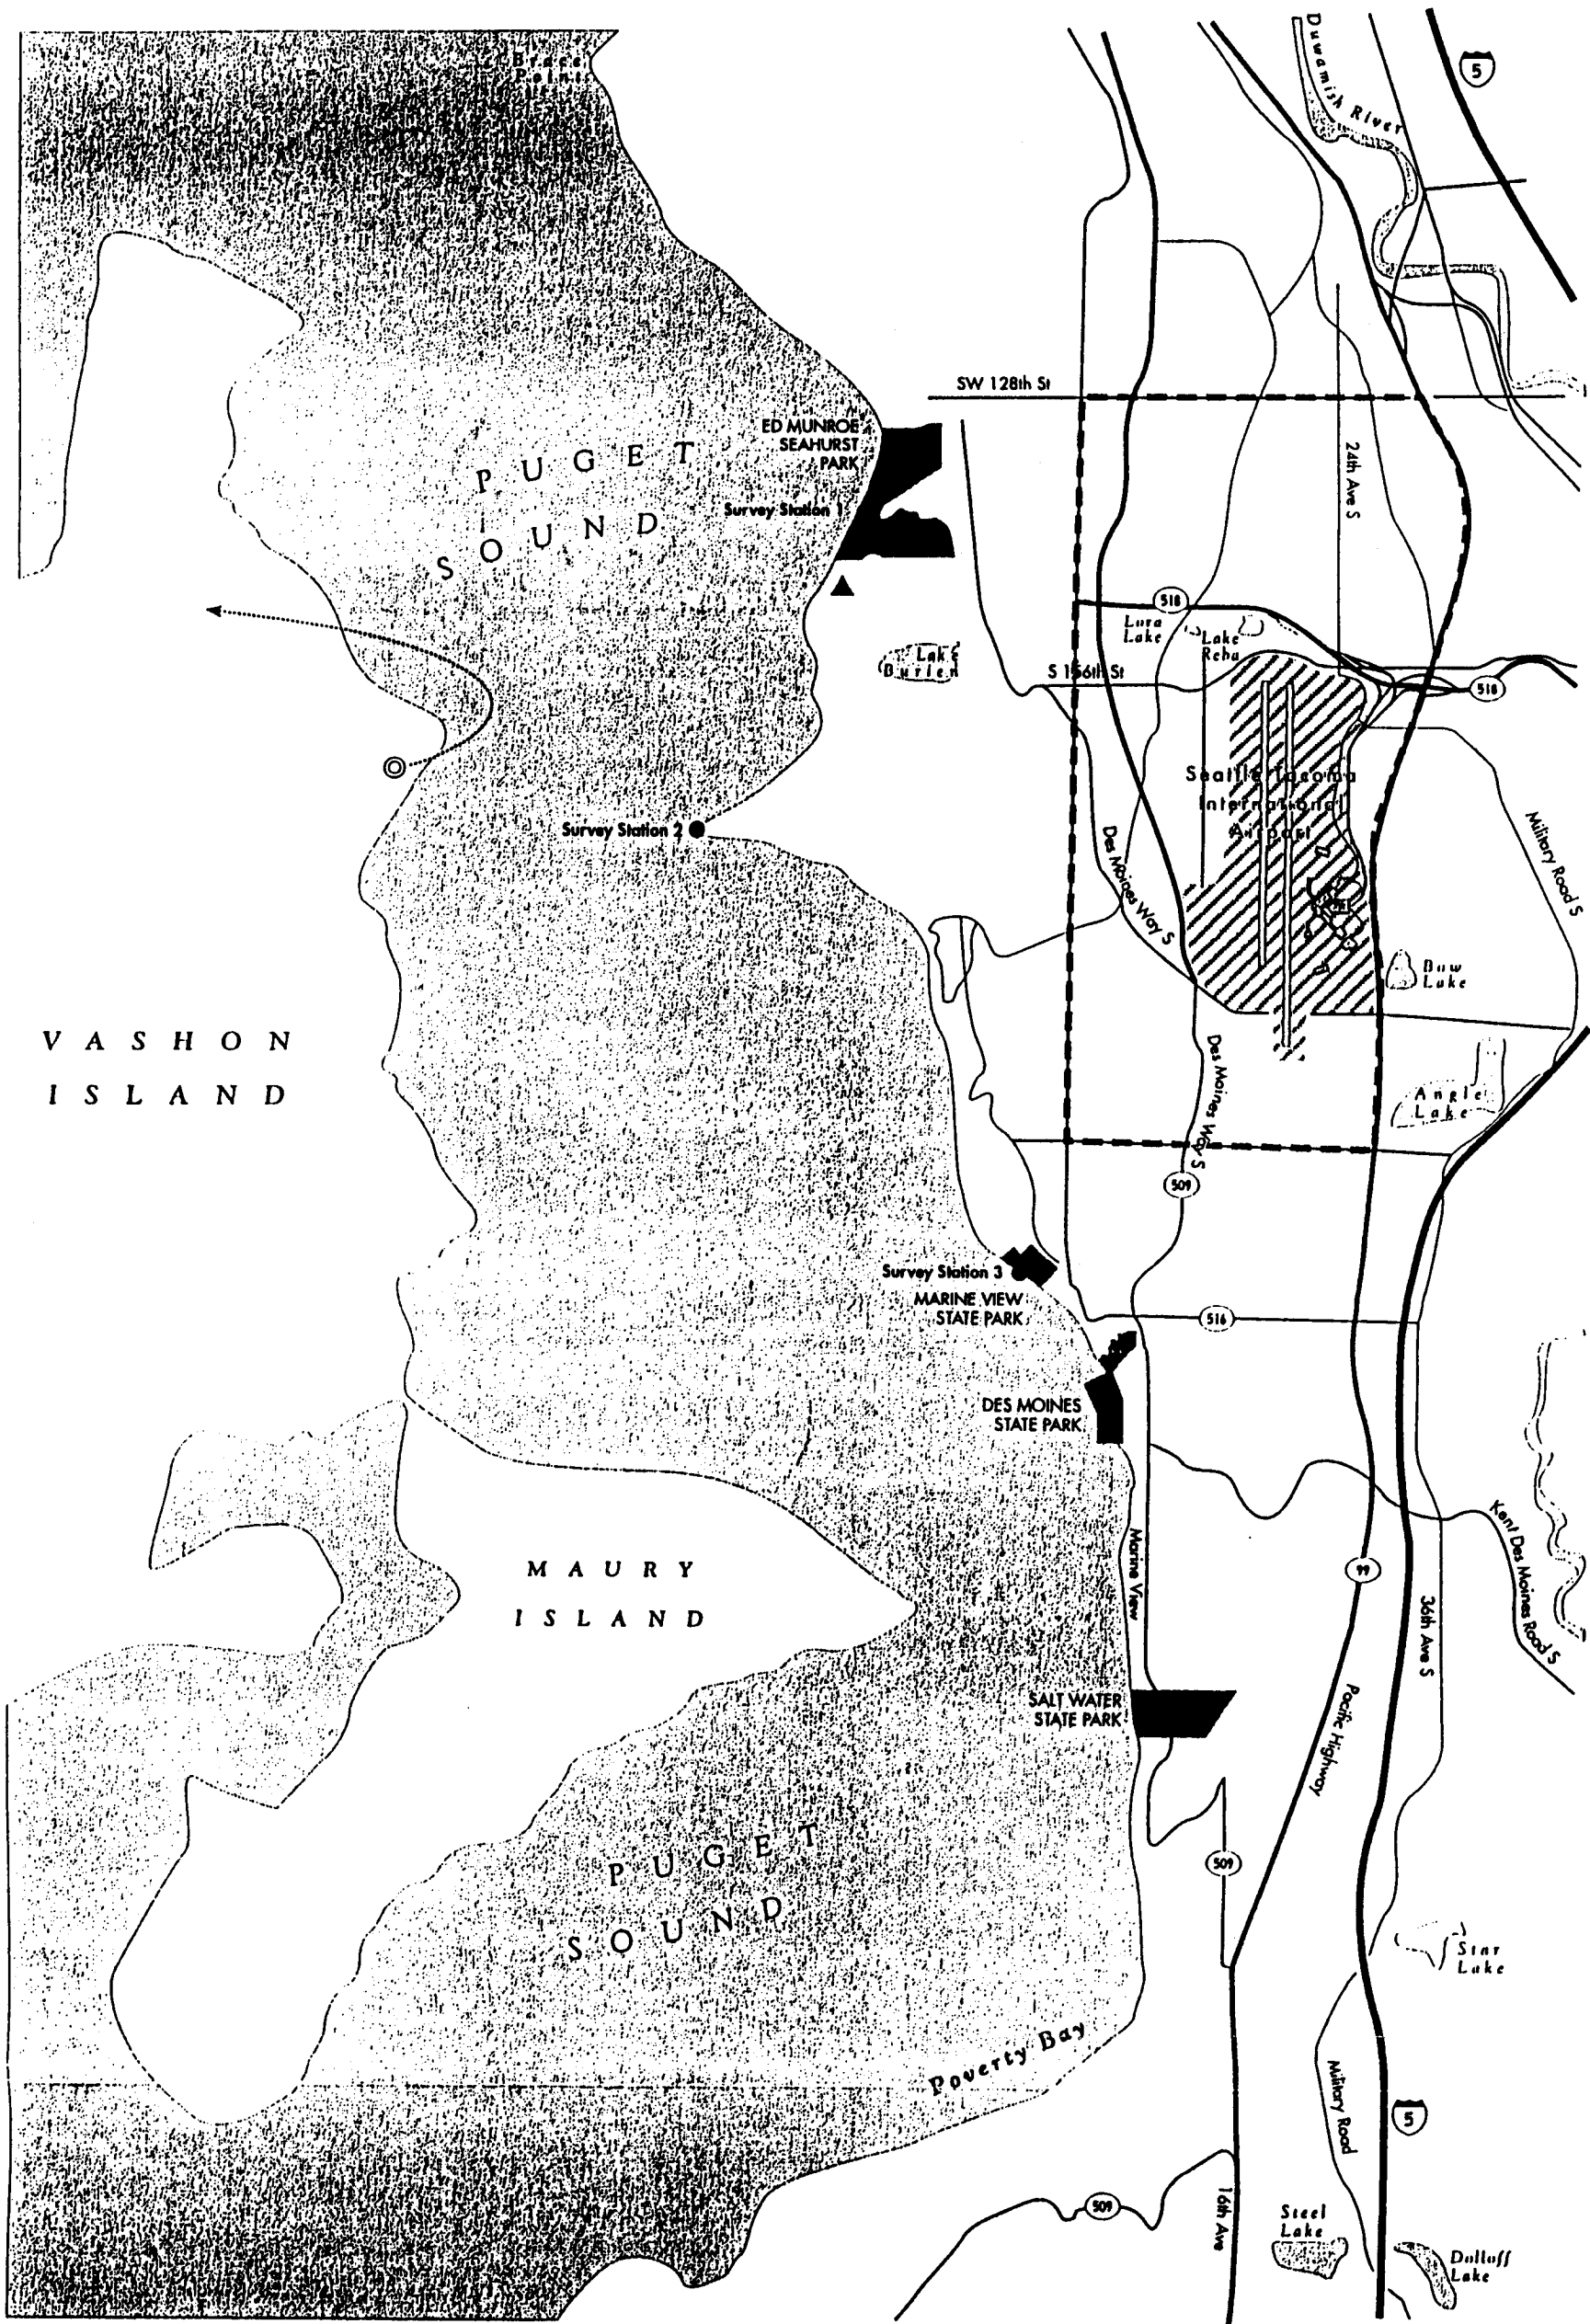 Brace
Point
Duwamish River
5
SW 128th St
ED MUNROE
SEAHURST
PARK
PUGET
SOUND
Survey Station 1
24th Ave S
518
Lora
Lake
Lake
Reba
Lake
Burien
S 156th St
518
Seattle Tacoma
International
Airport
Survey Station 2
Des Moines Way S
Military Road S
Bow
Lake
VASHON
ISLAND
Des Moines Way S
Angle
Lake
509
Survey Station 3
MARINE VIEW
STATE PARK
516
DES MOINES
STATE PARK
Kent Des Moines Road S
Marine View
MAURY
ISLAND
99
36th Ave S
SALT WATER
STATE PARK
Pacific Highway
PUGET
SOUND
509
Star
Lake
Poverty Bay
Military Road
5
509
16th Ave
Steel
Lake
Dolloff
Lake